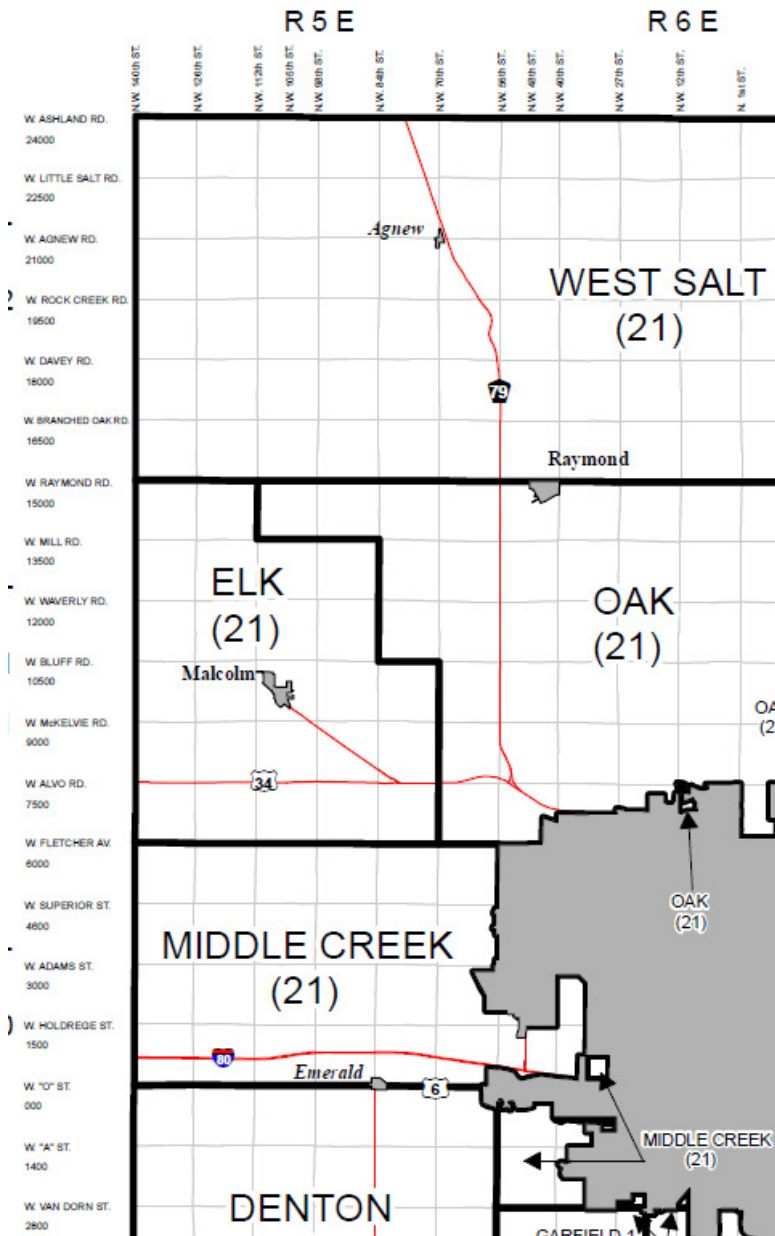 R 5 E
R 6 E
N.W. 140th ST.
N.W. 126th ST.
N.W. 112th ST.
N.W. 105th ST.
N.W. 98th ST.
N.W. 84th ST.
N.W. 70th ST.
N.W. 56th ST.
N.W. 48th ST.
N.W. 40th ST.
N.W. 27th ST.
N.W. 12th ST.
N. 1st ST.
W. ASHLAND RD.
24000
W. LITTLE SALT RD.
22500
Agnew
W. AGNEW RD.
21000
WEST SALT
(21)
W. ROCK CREEK RD.
19500
W. DAVEY RD.
18000
79
W. BRANCHED OAK RD.
16500
Raymond
W. RAYMOND RD.
15000
W. MILL RD.
13500
ELK
(21)
OAK
(21)
W. WAVERLY RD.
12000
W. BLUFF RD.
10500
Malcolm
W. McKELVIE RD.
9000
OA
(2
W. ALVO RD.
7500
34
W. FLETCHER AV.
6000
OAK
(21)
W. SUPERIOR ST.
4600
MIDDLE CREEK
(21)
W. ADAMS ST.
3000
W. HOLDREGE ST.
1500
80
Emerald
6
W. "O" ST.
000
W. "A" ST.
1400
MIDDLE CREEK
(21)
W. VAN DORN ST.
2800
DENTON
GARFIELD 1